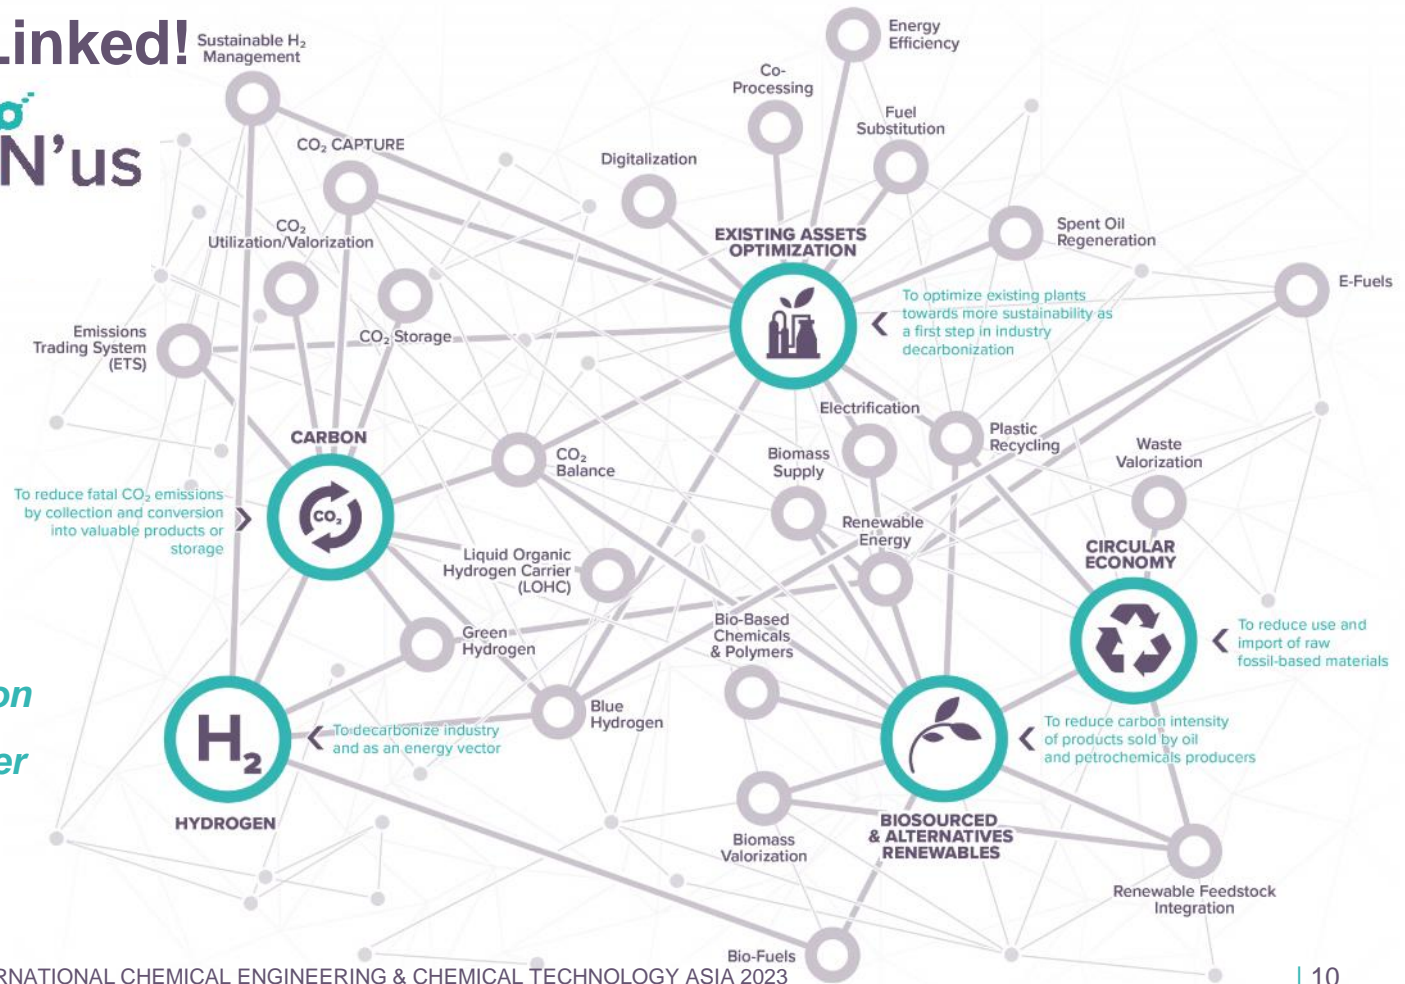 Linked!
N'us
Sustainable H₂
Management
CO₂ CAPTURE
CO₂
Utilization/Valorization
CO₂ Storage
Emissions
Trading System
(ETS)
Digitalization
Co-
Processing
Energy
Efficiency
Fuel
Substitution
Spent Oil
Regeneration
E-Fuels
EXISTING ASSETS
OPTIMIZATION
To optimize existing plants
towards more sustainability as
a first step in industry
decarbonization
CARBON
CO₂
To reduce fatal CO₂ emissions
by collection and conversion
into valuable products or
storage
CO₂
Balance
Electrification
Biomass
Supply
Plastic
Recycling
Waste
Valorization
Renewable
Energy
Liquid Organic
Hydrogen Carrier
(LOHC)
CIRCULAR
ECONOMY
To reduce use and
import of raw
fossil-based materials
Green
Hydrogen
Bio-Based
Chemicals
& Polymers
Blue
Hydrogen
on
er
H₂
HYDROGEN
To decarbonize industry
and as an energy vector
To reduce carbon intensity
of products sold by oil
and petrochemicals producers
BIOSOURCED
& ALTERNATIVES
RENEWABLES
Biomass
Valorization
Renewable Feedstock
Integration
Bio-Fuels
RNATIONAL CHEMICAL ENGINEERING & CHEMICAL TECHNOLOGY ASIA 2023
| 10